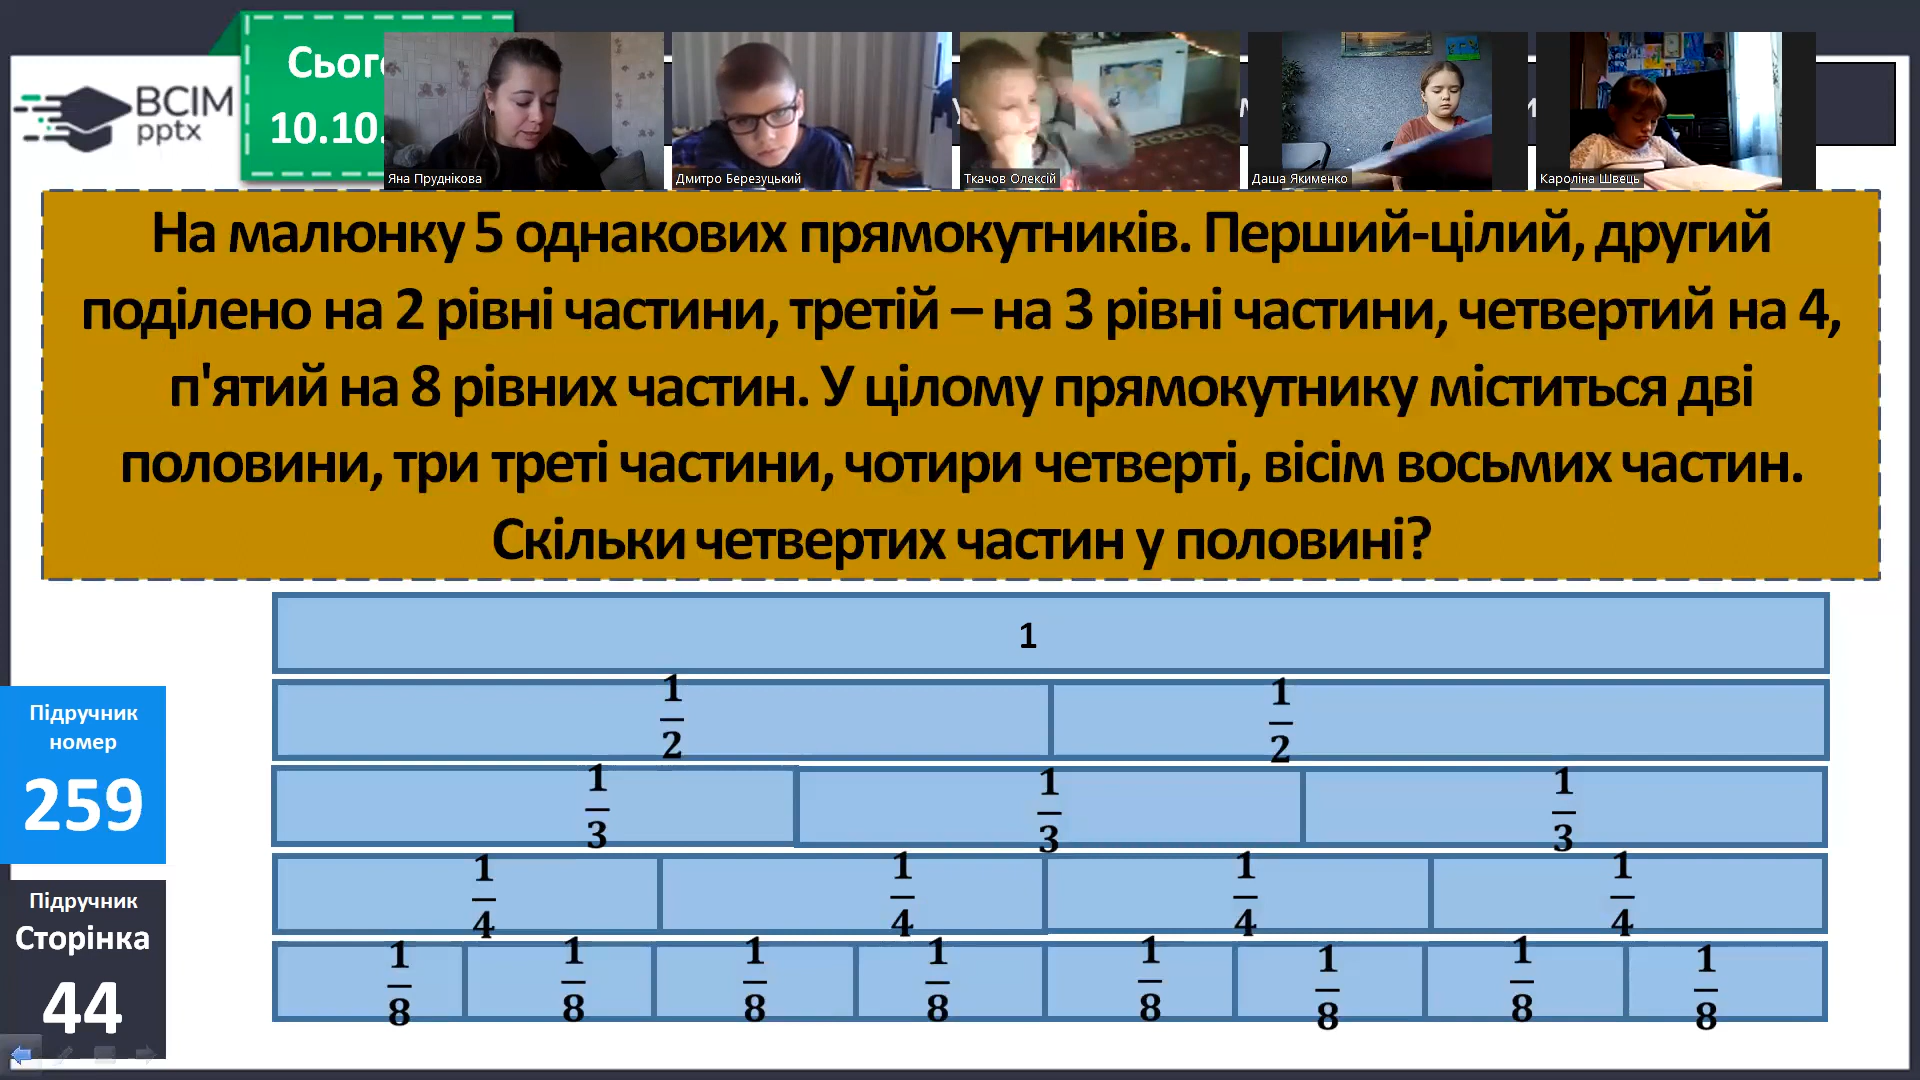 Сього
10.10.
BCIM
pptx
Яна Пруднікова
Дмитро Березуцький
Ткачов Олексій
Даша Якименко
Кароліна Швець
На малюнку 5 однакових прямокутників. Перший-цілий, другий
поділено на 2 рівні частини, третій – на 3 рівні частини, четвертий на 4,
п'ятий на 8 рівних частин. У цілому прямокутнику міститься дві
половини, три треті частини, чотири четверті, вісім восьмих частин.
Скільки четвертих частин у половині?
1
1/2 1/2
1/3 1/3 1/3
1/4 1/4 1/4 1/4
1/8 1/8 1/8 1/8 1/8 1/8 1/8 1/8
Підручник
номер
259
Підручник
Сторінка
44